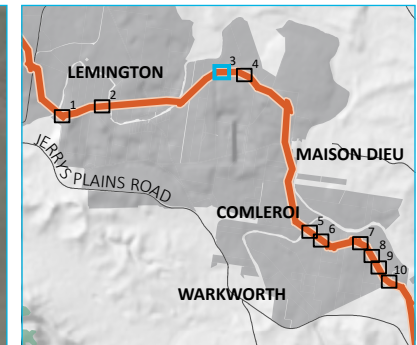 3
4
LEMINGTON
2
1
MAISON DIEU
JERRYS PLAINS ROAD
COMLEROI
5
6
7
8
9
10
WARKWORTH